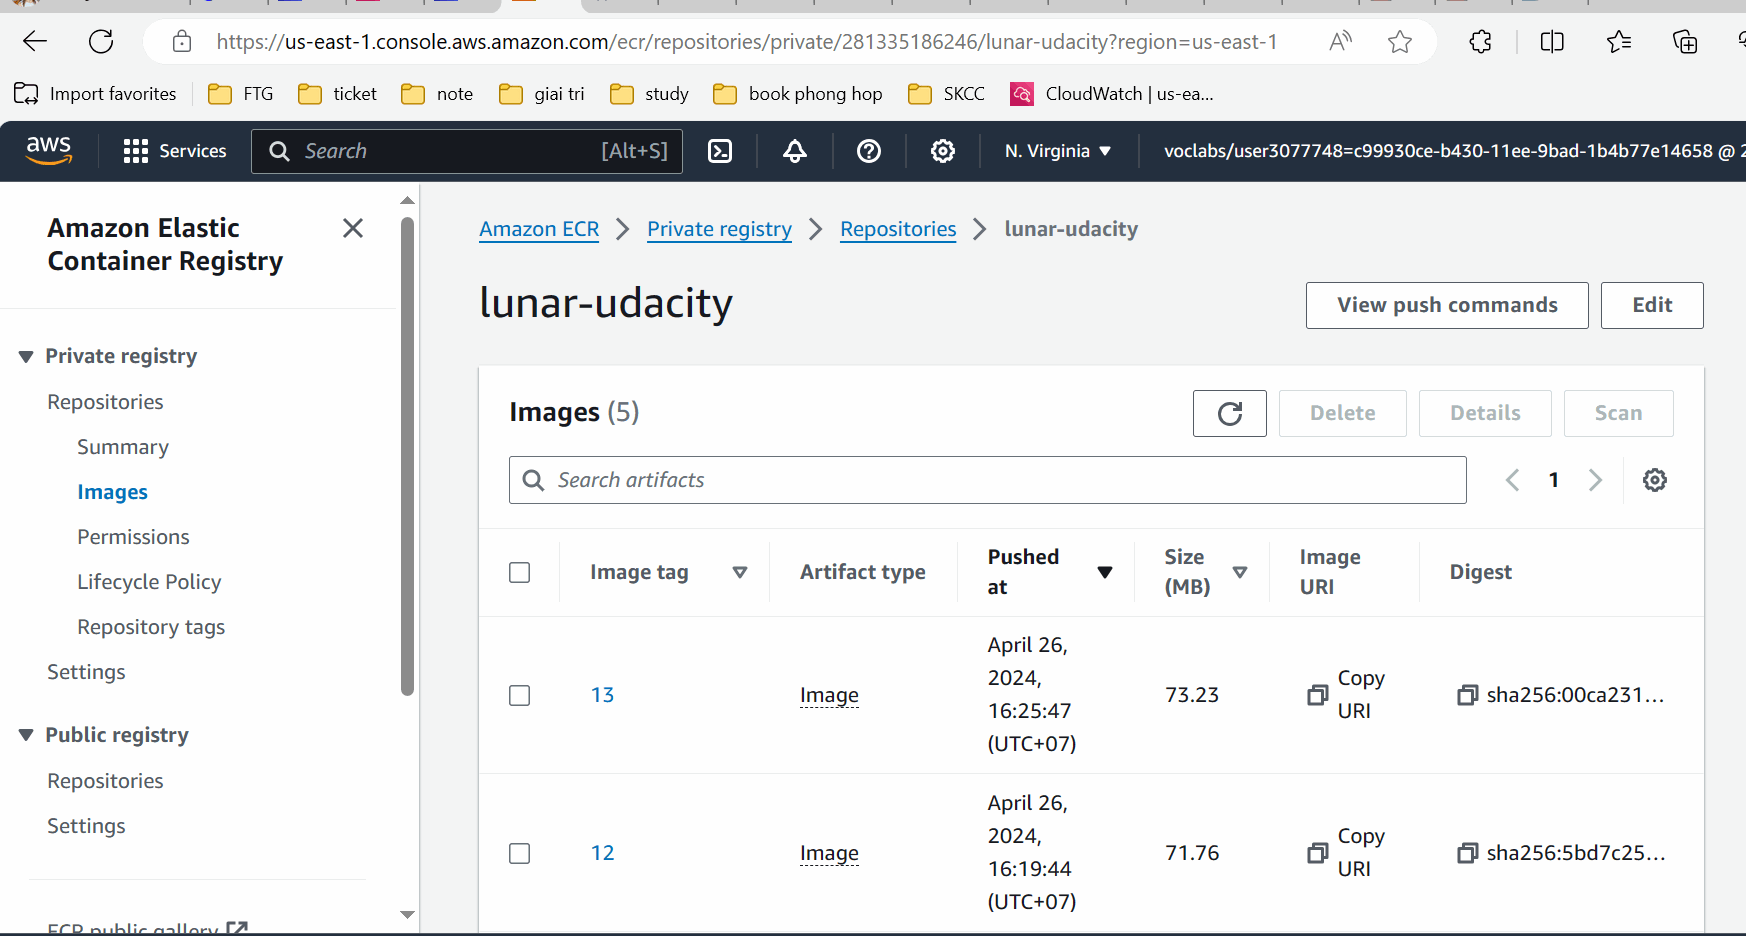 https://us-east-1.console.aws.amazon.com/ecr/repositories/private/281335186246/lunar-udacity?region=us-east-1
Import favorites FTG ticket note giai tri study book phong hop SKCC CloudWatch | us-ea...
aws Services Search [Alt+S] N. Virginia voclabs/user3077748=c99930ce-b430-11ee-9bad-1b4b77e14658 @ 2
Amazon Elastic
Container Registry
Private registry
Repositories
Summary
Images
Permissions
Lifecycle Policy
Repository tags
Settings
Public registry
Repositories
Settings
ECR public gallery
Amazon ECR Private registry Repositories lunar-udacity
lunar-udacity
View push commands Edit
Images (5)
Delete Details Scan
Search artifacts
1
Image tag Artifact type Pushed at Size (MB) Image URI Digest
13 Image April 26, 2024, 16:25:47 (UTC+07) 73.23 Copy URI sha256:00ca231...
12 Image April 26, 2024, 16:19:44 (UTC+07) 71.76 Copy URI sha256:5bd7c25...